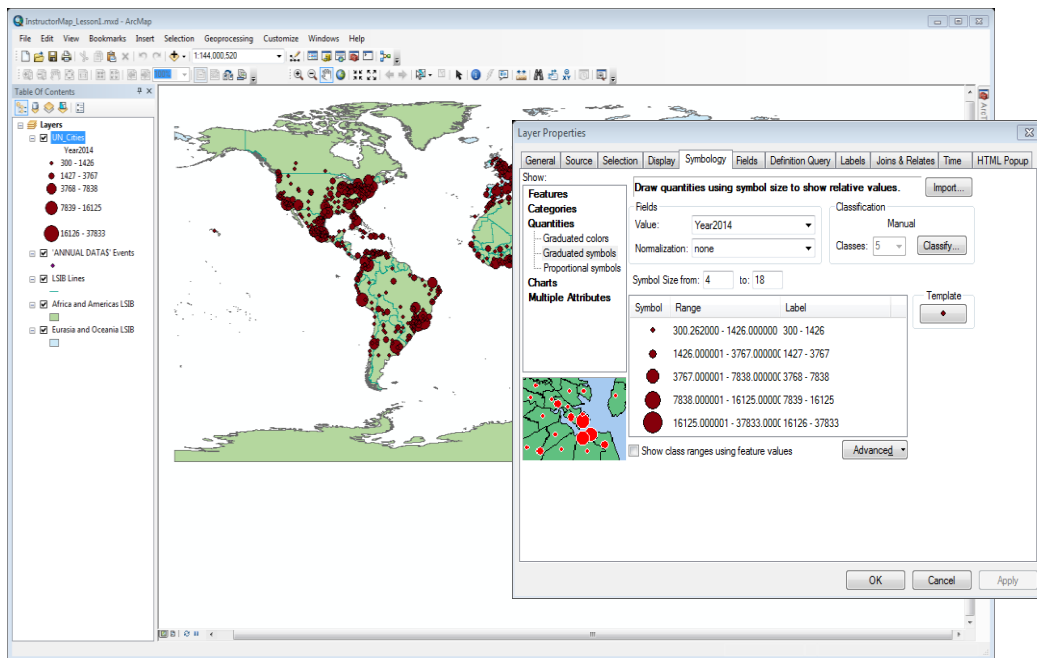 InstructorMap_Lesson1.mxd - ArcMap
File Edit View Bookmarks Insert Selection Geoprocessing Customize Windows Help
1:144,000,520
Table Of Contents
Layers
UN_Cities
Year2014
300 - 1426
1427 - 3767
3768 - 7838
7839 - 16125
16126 - 37833
'ANNUAL DATA$' Events
LSIB Lines
Africa and Americas LSIB
Eurasia and Oceania LSIB
Layer Properties
General Source Selection Display Symbology Fields Definition Query Labels Joins & Relates Time HTML Popup
Show:
Features
Categories
Quantities
Graduated colors
Graduated symbols
Proportional symbols
Charts
Multiple Attributes
Draw quantities using symbol size to show relative values.
Import...
Fields
Value: Year2014
Normalization: none
Classification
Manual
Classes: 5 Classify...
Symbol Size from: 4 to: 18
Symbol Range Label
300.262000 - 1426.000000 300 - 1426
1426.000001 - 3767.00000( 1427 - 3767
3767.000001 - 7838.00000( 3768 - 7838
7838.000001 - 16125.0000( 7839 - 16125
16125.000001 - 37833.000( 16126 - 37833
Template
Show class ranges using feature values
Advanced
OK Cancel Apply